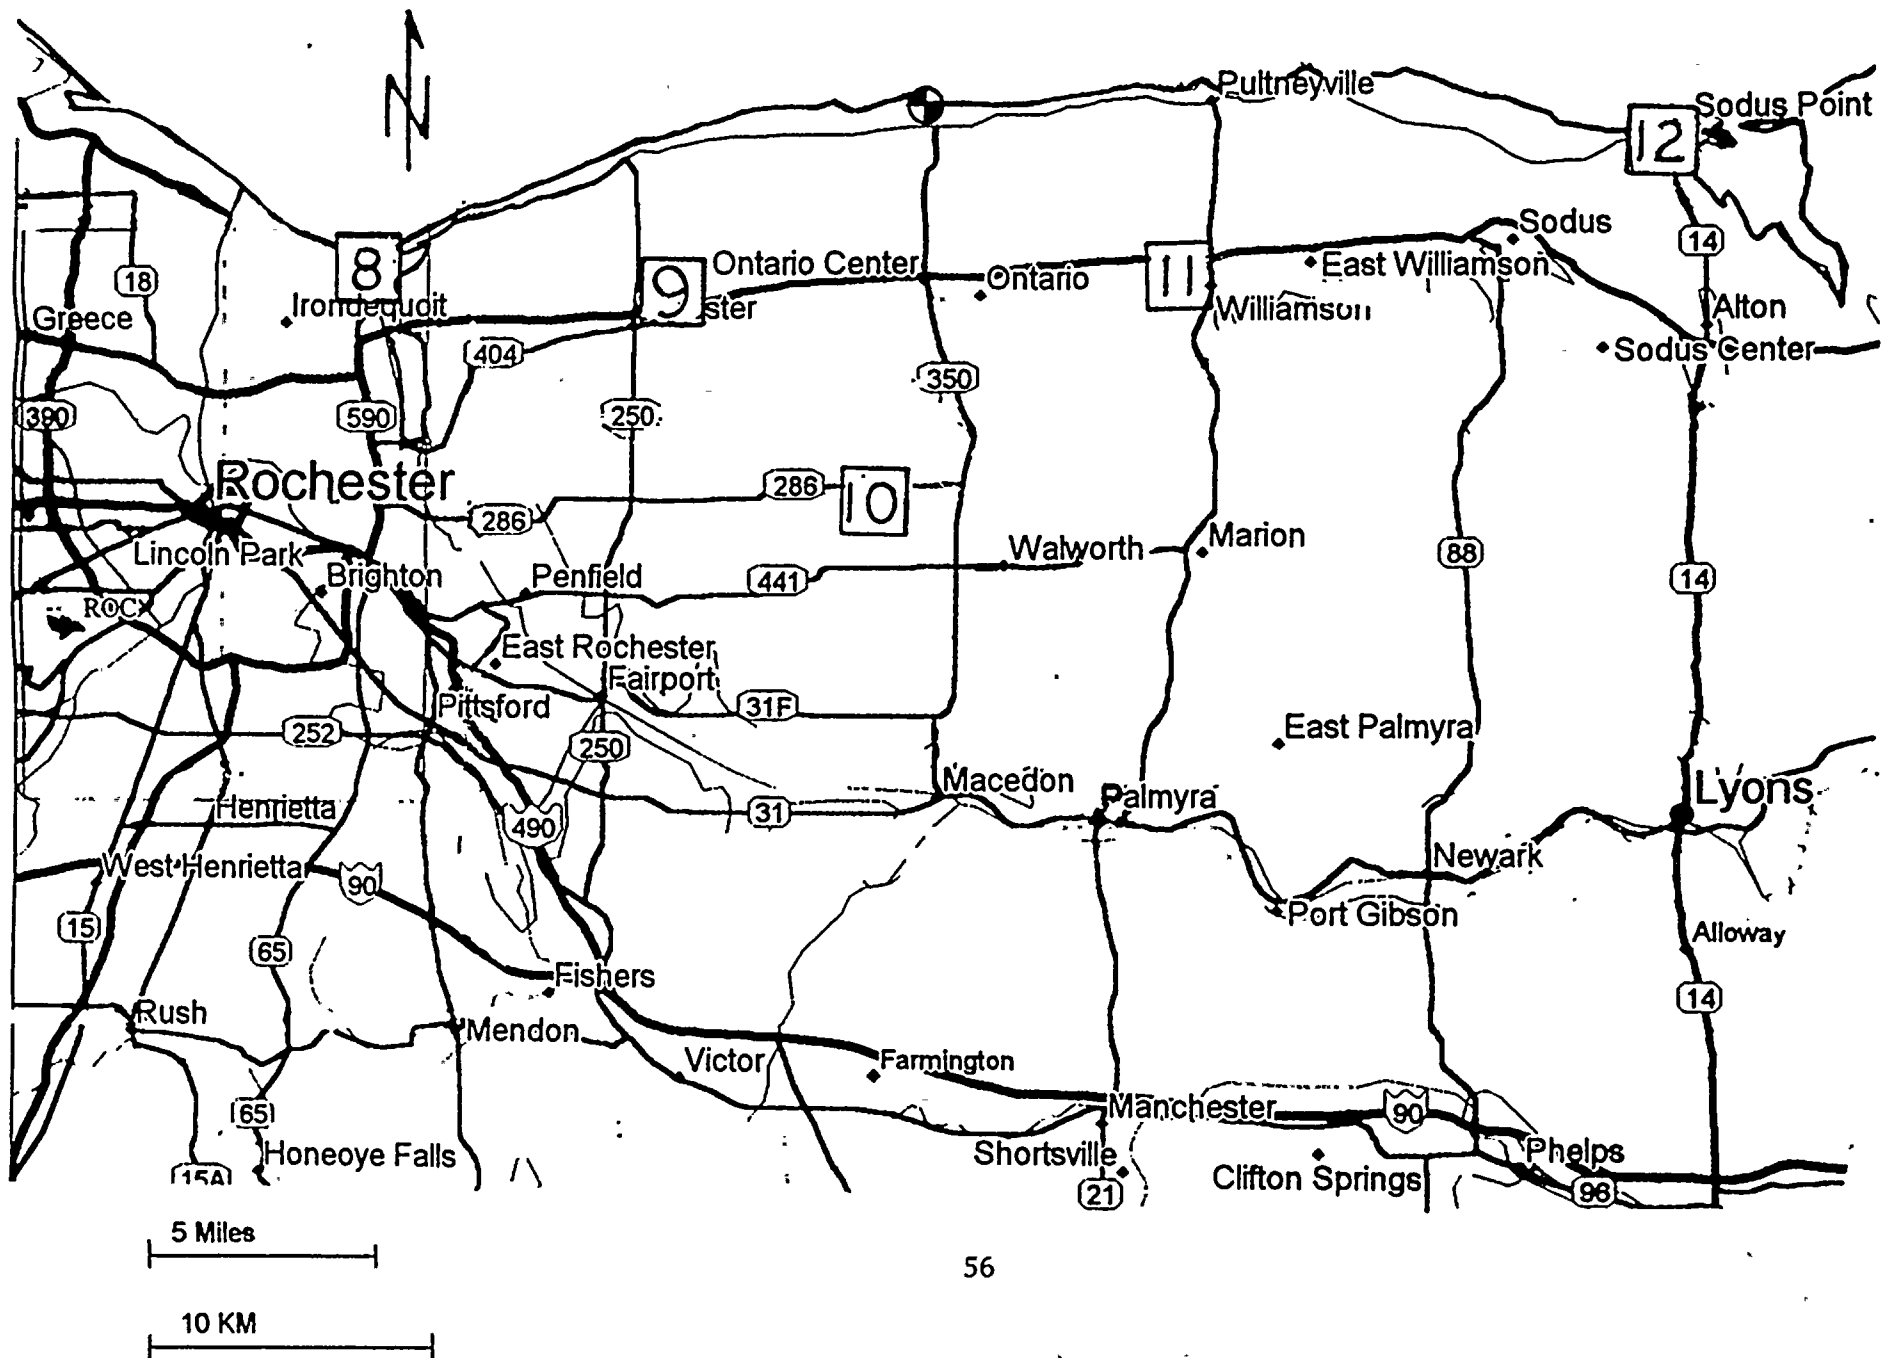 N
Pultneyville
Sodus Point
12
Sodus
14
8
9
Ontario Center
Ontario
11
East Williamson
18
Irondequoit
ster
Williamson
Alton
Greece
404
Sodus Center
350
390
590
250
Rochester
286
10
286
Lincoln Park
Walworth
Marion
88
14
Brighton
Penfield
441
ROC
East Rochester
Fairport
Pittsford
31F
252
250
East Palmyra
Macedon
Palmyra
Lyons
Henrietta
490
31
West Henrietta
90
Newark
Port Gibson
15
65
Alloway
Fishers
14
Rush
Mendon
Victor
Farmington
65
Manchester
90
Honeoye Falls
Shortsville
Clifton Springs
Phelps
15A
21
96
5 Miles
56
10 KM